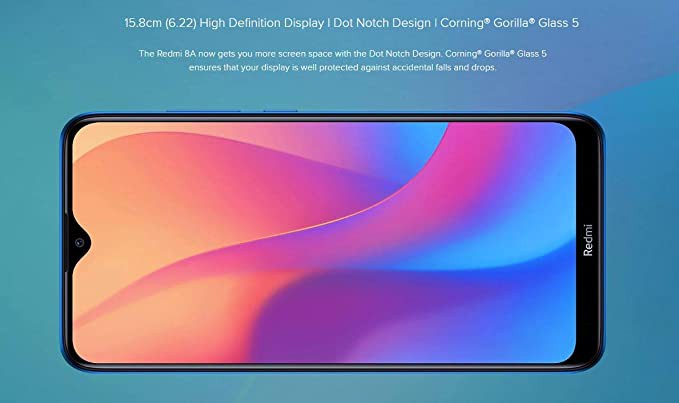 15.8cm (6.22) High Definition Display | Dot Notch Design | Corning® Gorilla® Glass 5
The Redmi 8A now gets you more screen space with the Dot Notch Design. Corning® Gorilla® Glass 5
ensures that your display is well protected against accidental falls and drops.
Redmi